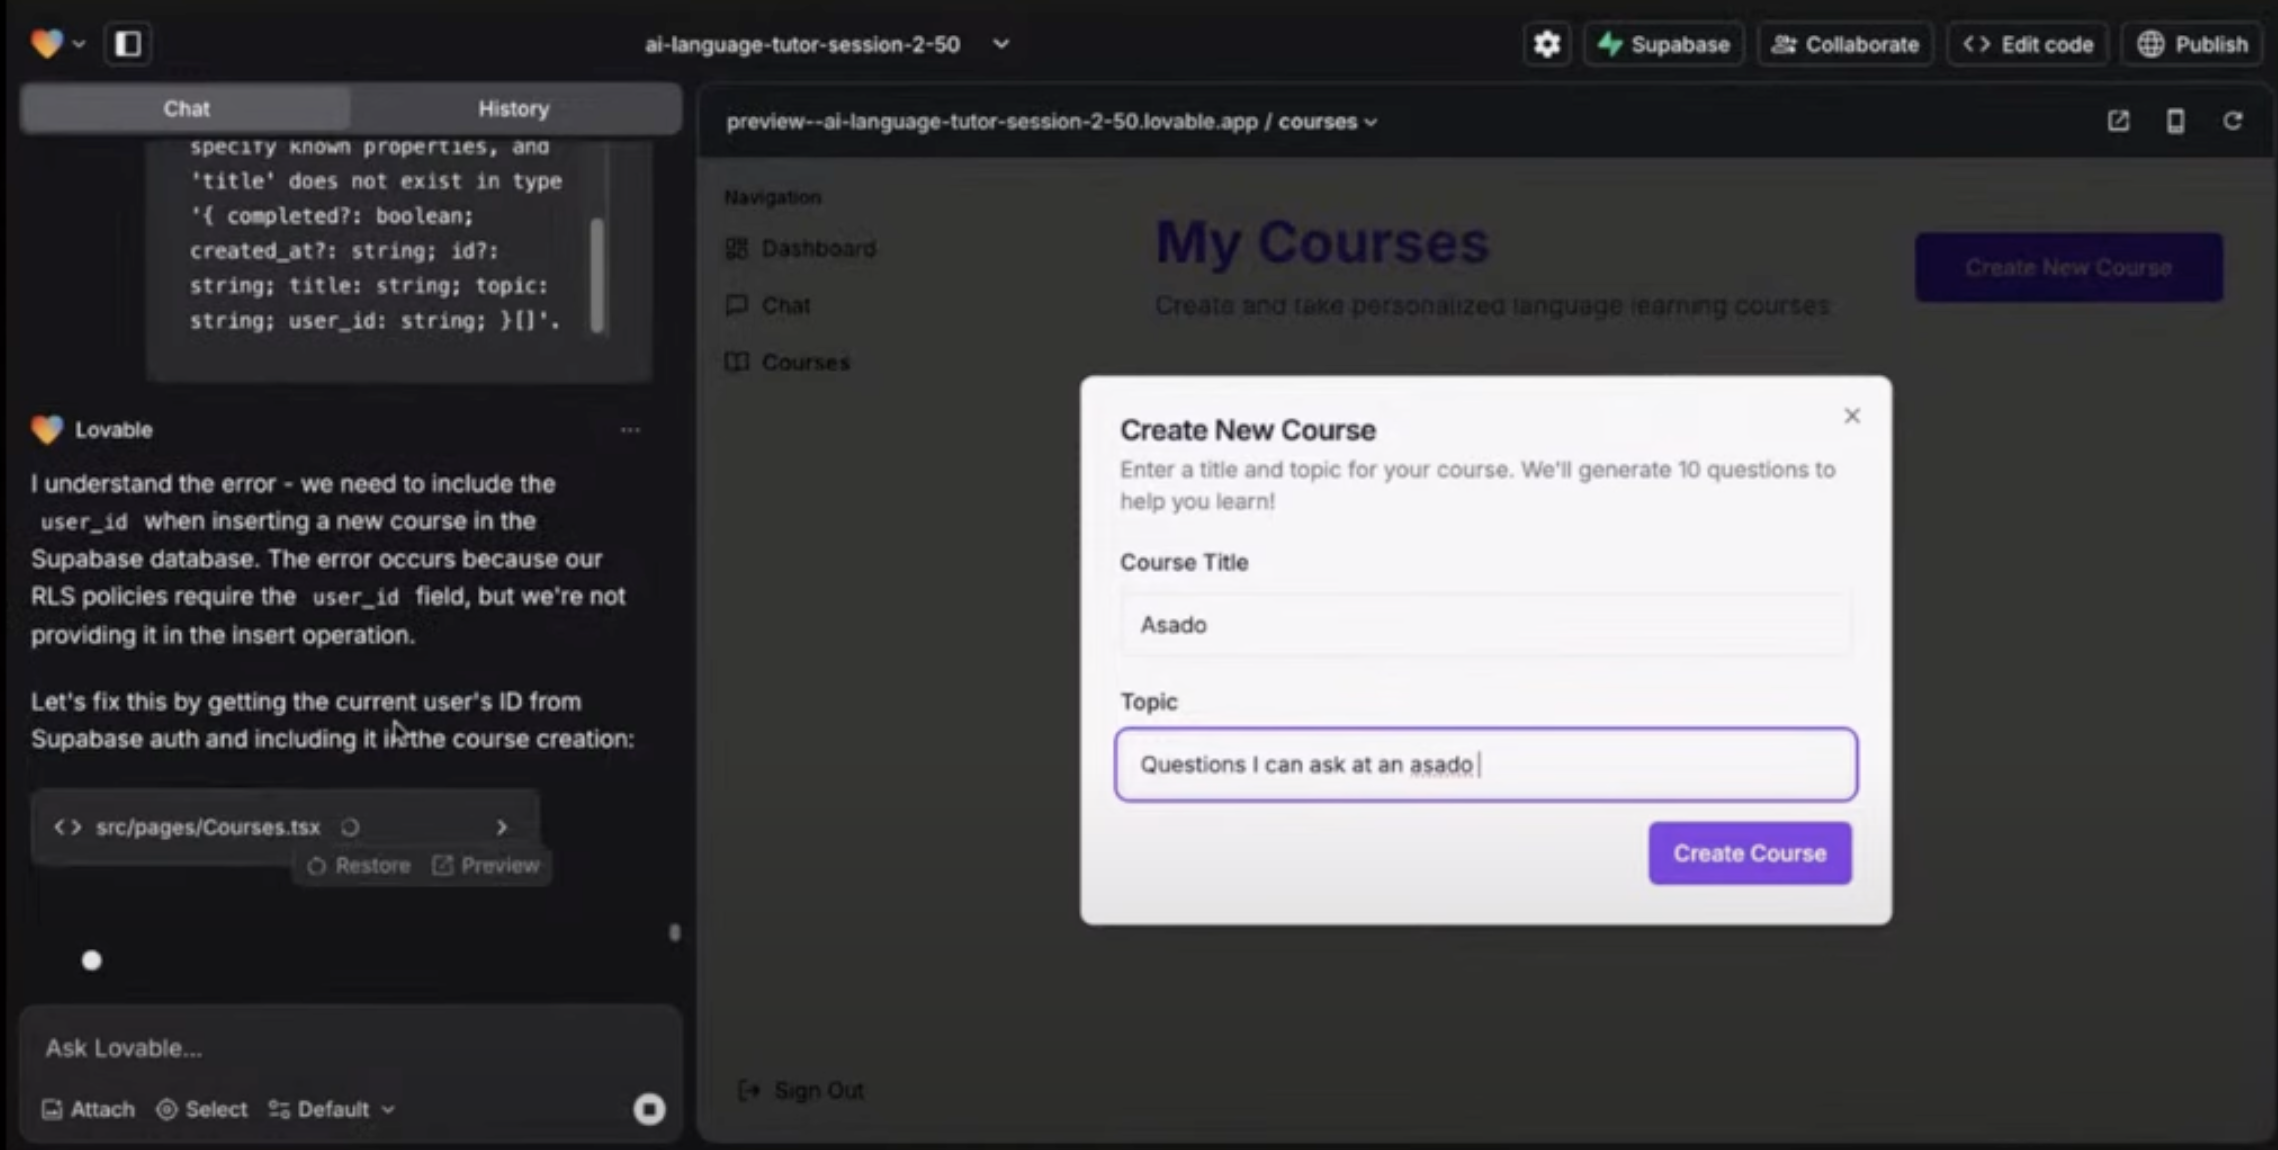 ai-language-tutor-session-2-50
Supabase
Collaborate
Edit code
Publish
Chat
History
specify known properties, and
'title' does not exist in type
'{ completed?: boolean;
created_at?: string; id?:
string; title: string; topic:
string; user_id: string; }[]'.
Lovable
I understand the error - we need to include the
user_id when inserting a new course in the
Supabase database. The error occurs because our
RLS policies require the user_id field, but we're not
providing it in the insert operation.
Let's fix this by getting the current user's ID from
Supabase auth and including it in the course creation:
src/pages/Courses.tsx
Restore Preview
Ask Lovable...
Attach Select Default
preview--ai-language-tutor-session-2-50.lovable.app / courses
Navigation
Dashboard
Chat
Courses
Sign Out
My Courses
Create and take personalized language learning courses
Create New Course
Create New Course
Enter a title and topic for your course. We'll generate 10 questions to
help you learn!
Course Title
Asado
Topic
Questions I can ask at an asado
Create Course